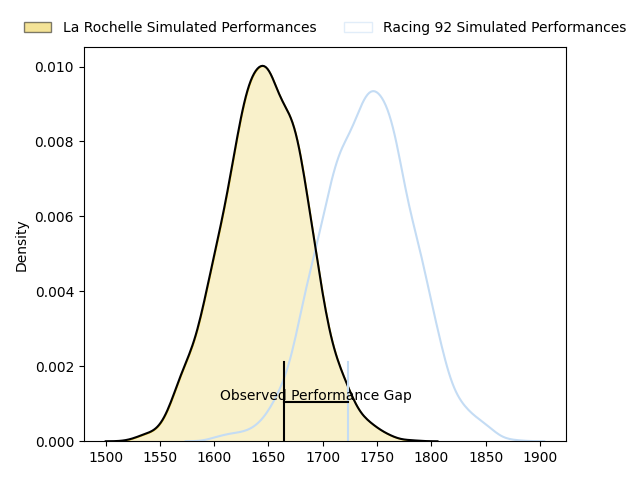 La Rochelle Simulated Performances
Racing 92 Simulated Performances
0.010
0.008
0.006
0.004
0.002
0.000
Density
Observed Performance Gap
1500 1550 1600 1650 1700 1750 1800 1850 1900